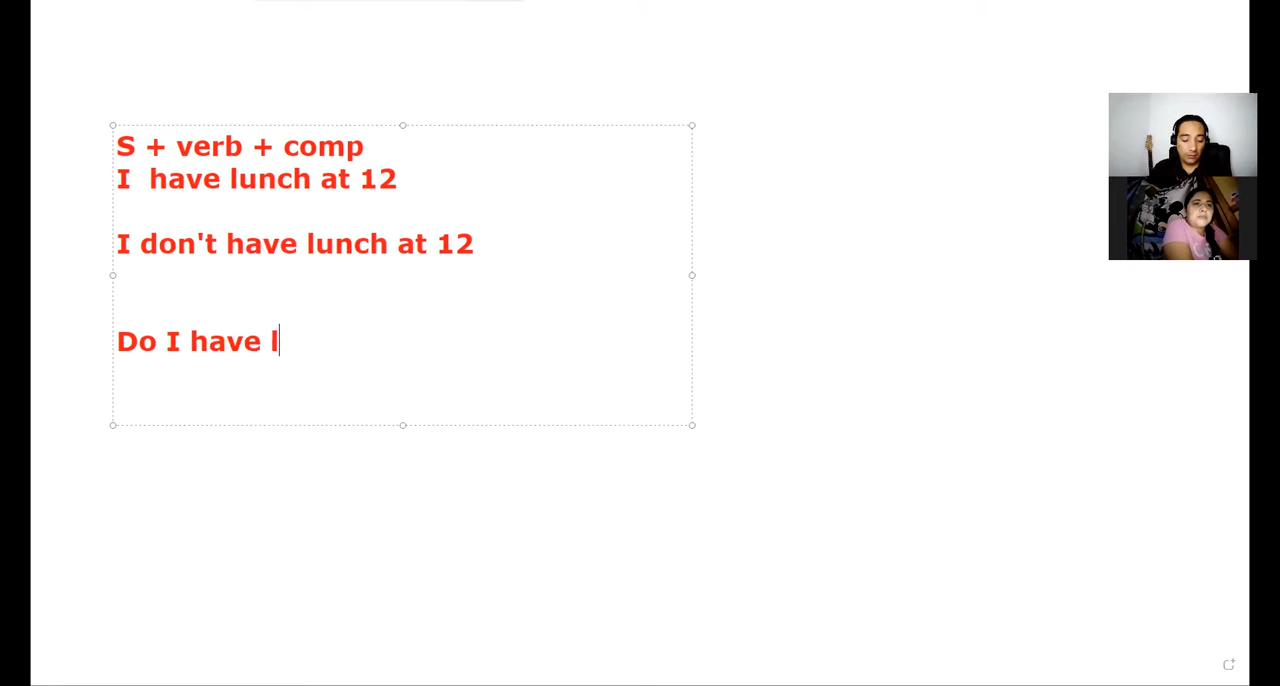 S + verb + comp
I  have lunch at 12
I don't have lunch at 12
Do I have l